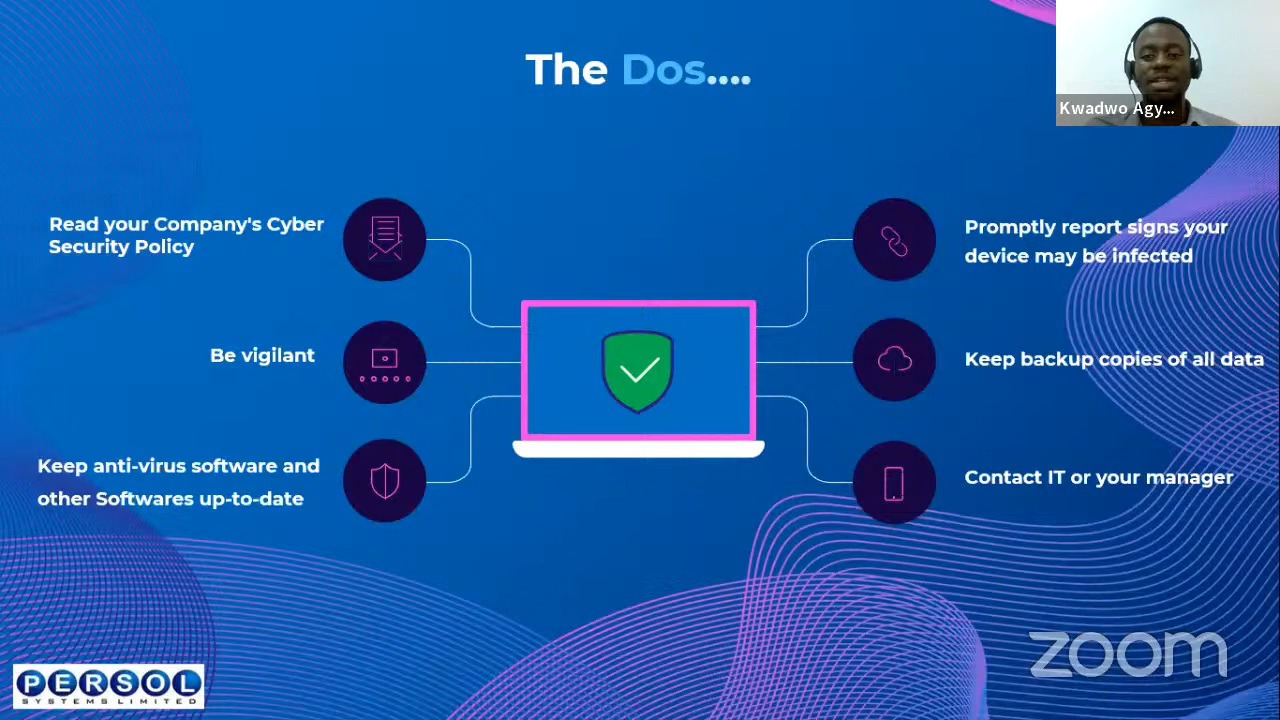 The Dos....
Kwadwo Agy...
Read your Company's Cyber
Security Policy
Be vigilant
Keep anti-virus software and
other Softwares up-to-date
Promptly report signs your
device may be infected
Keep backup copies of all data
Contact IT or your manager
PERSOL
SYSTEMS LIMITED
zoom